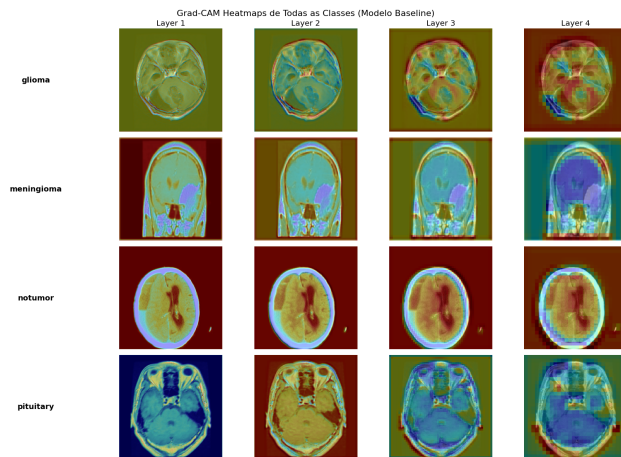 Grad-CAM Heatmaps de Todas as Classes (Modelo Baseline)
Layer 1 Layer 2 Layer 3 Layer 4
glioma
meningioma
notumor
pituitary